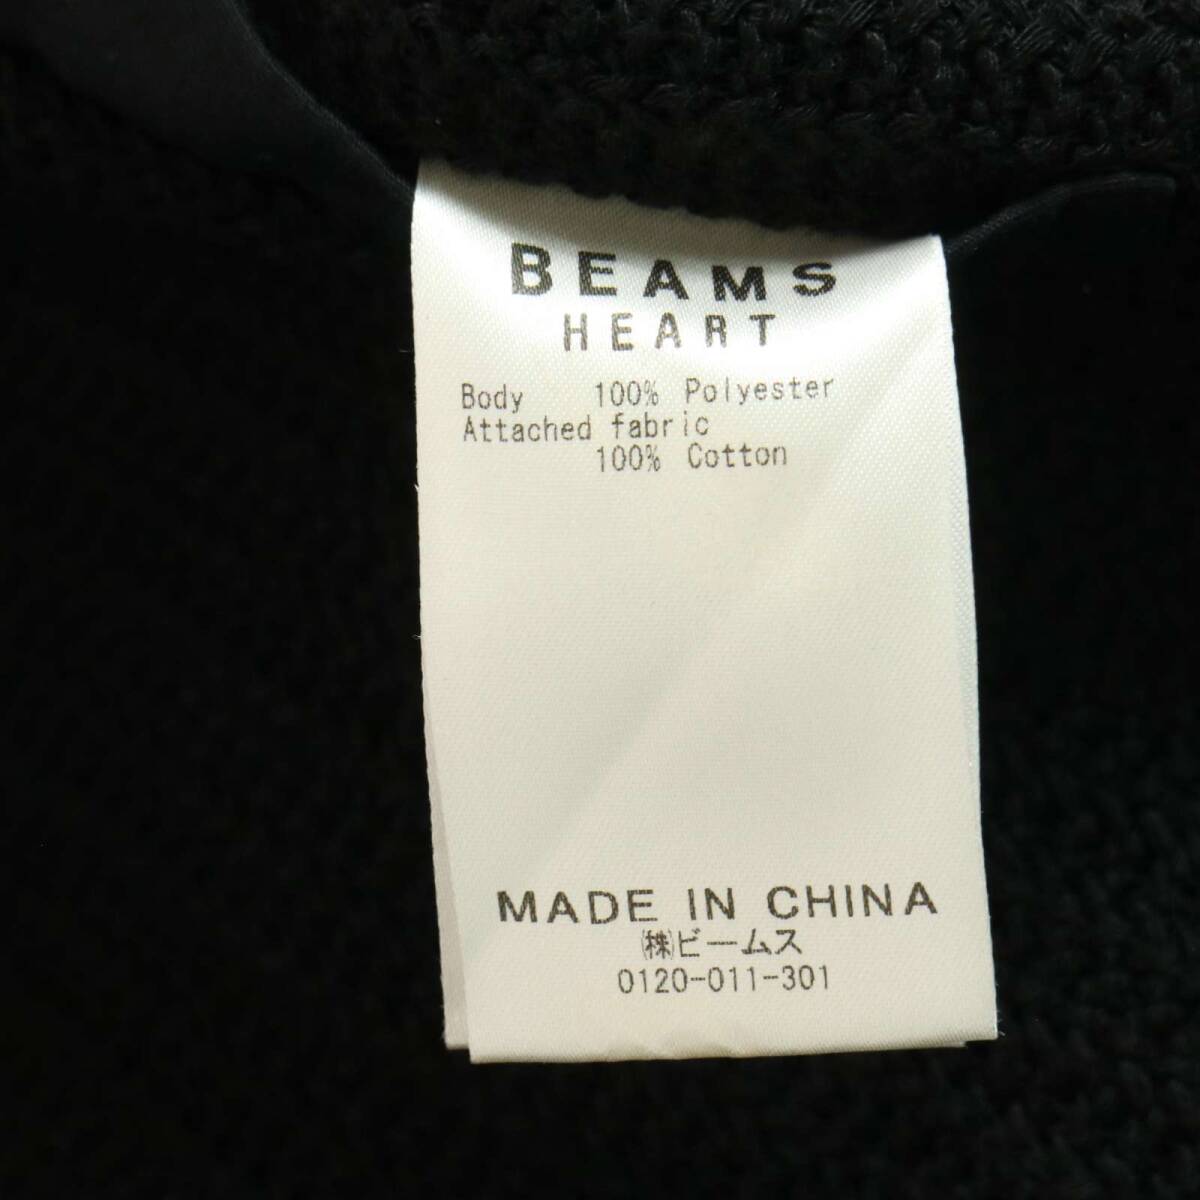 BEAMS
HEART
Body 100% Polyester
Attached fabric
100% Cotton
MADE IN CHINA
㈱ビームス
0120-011-301